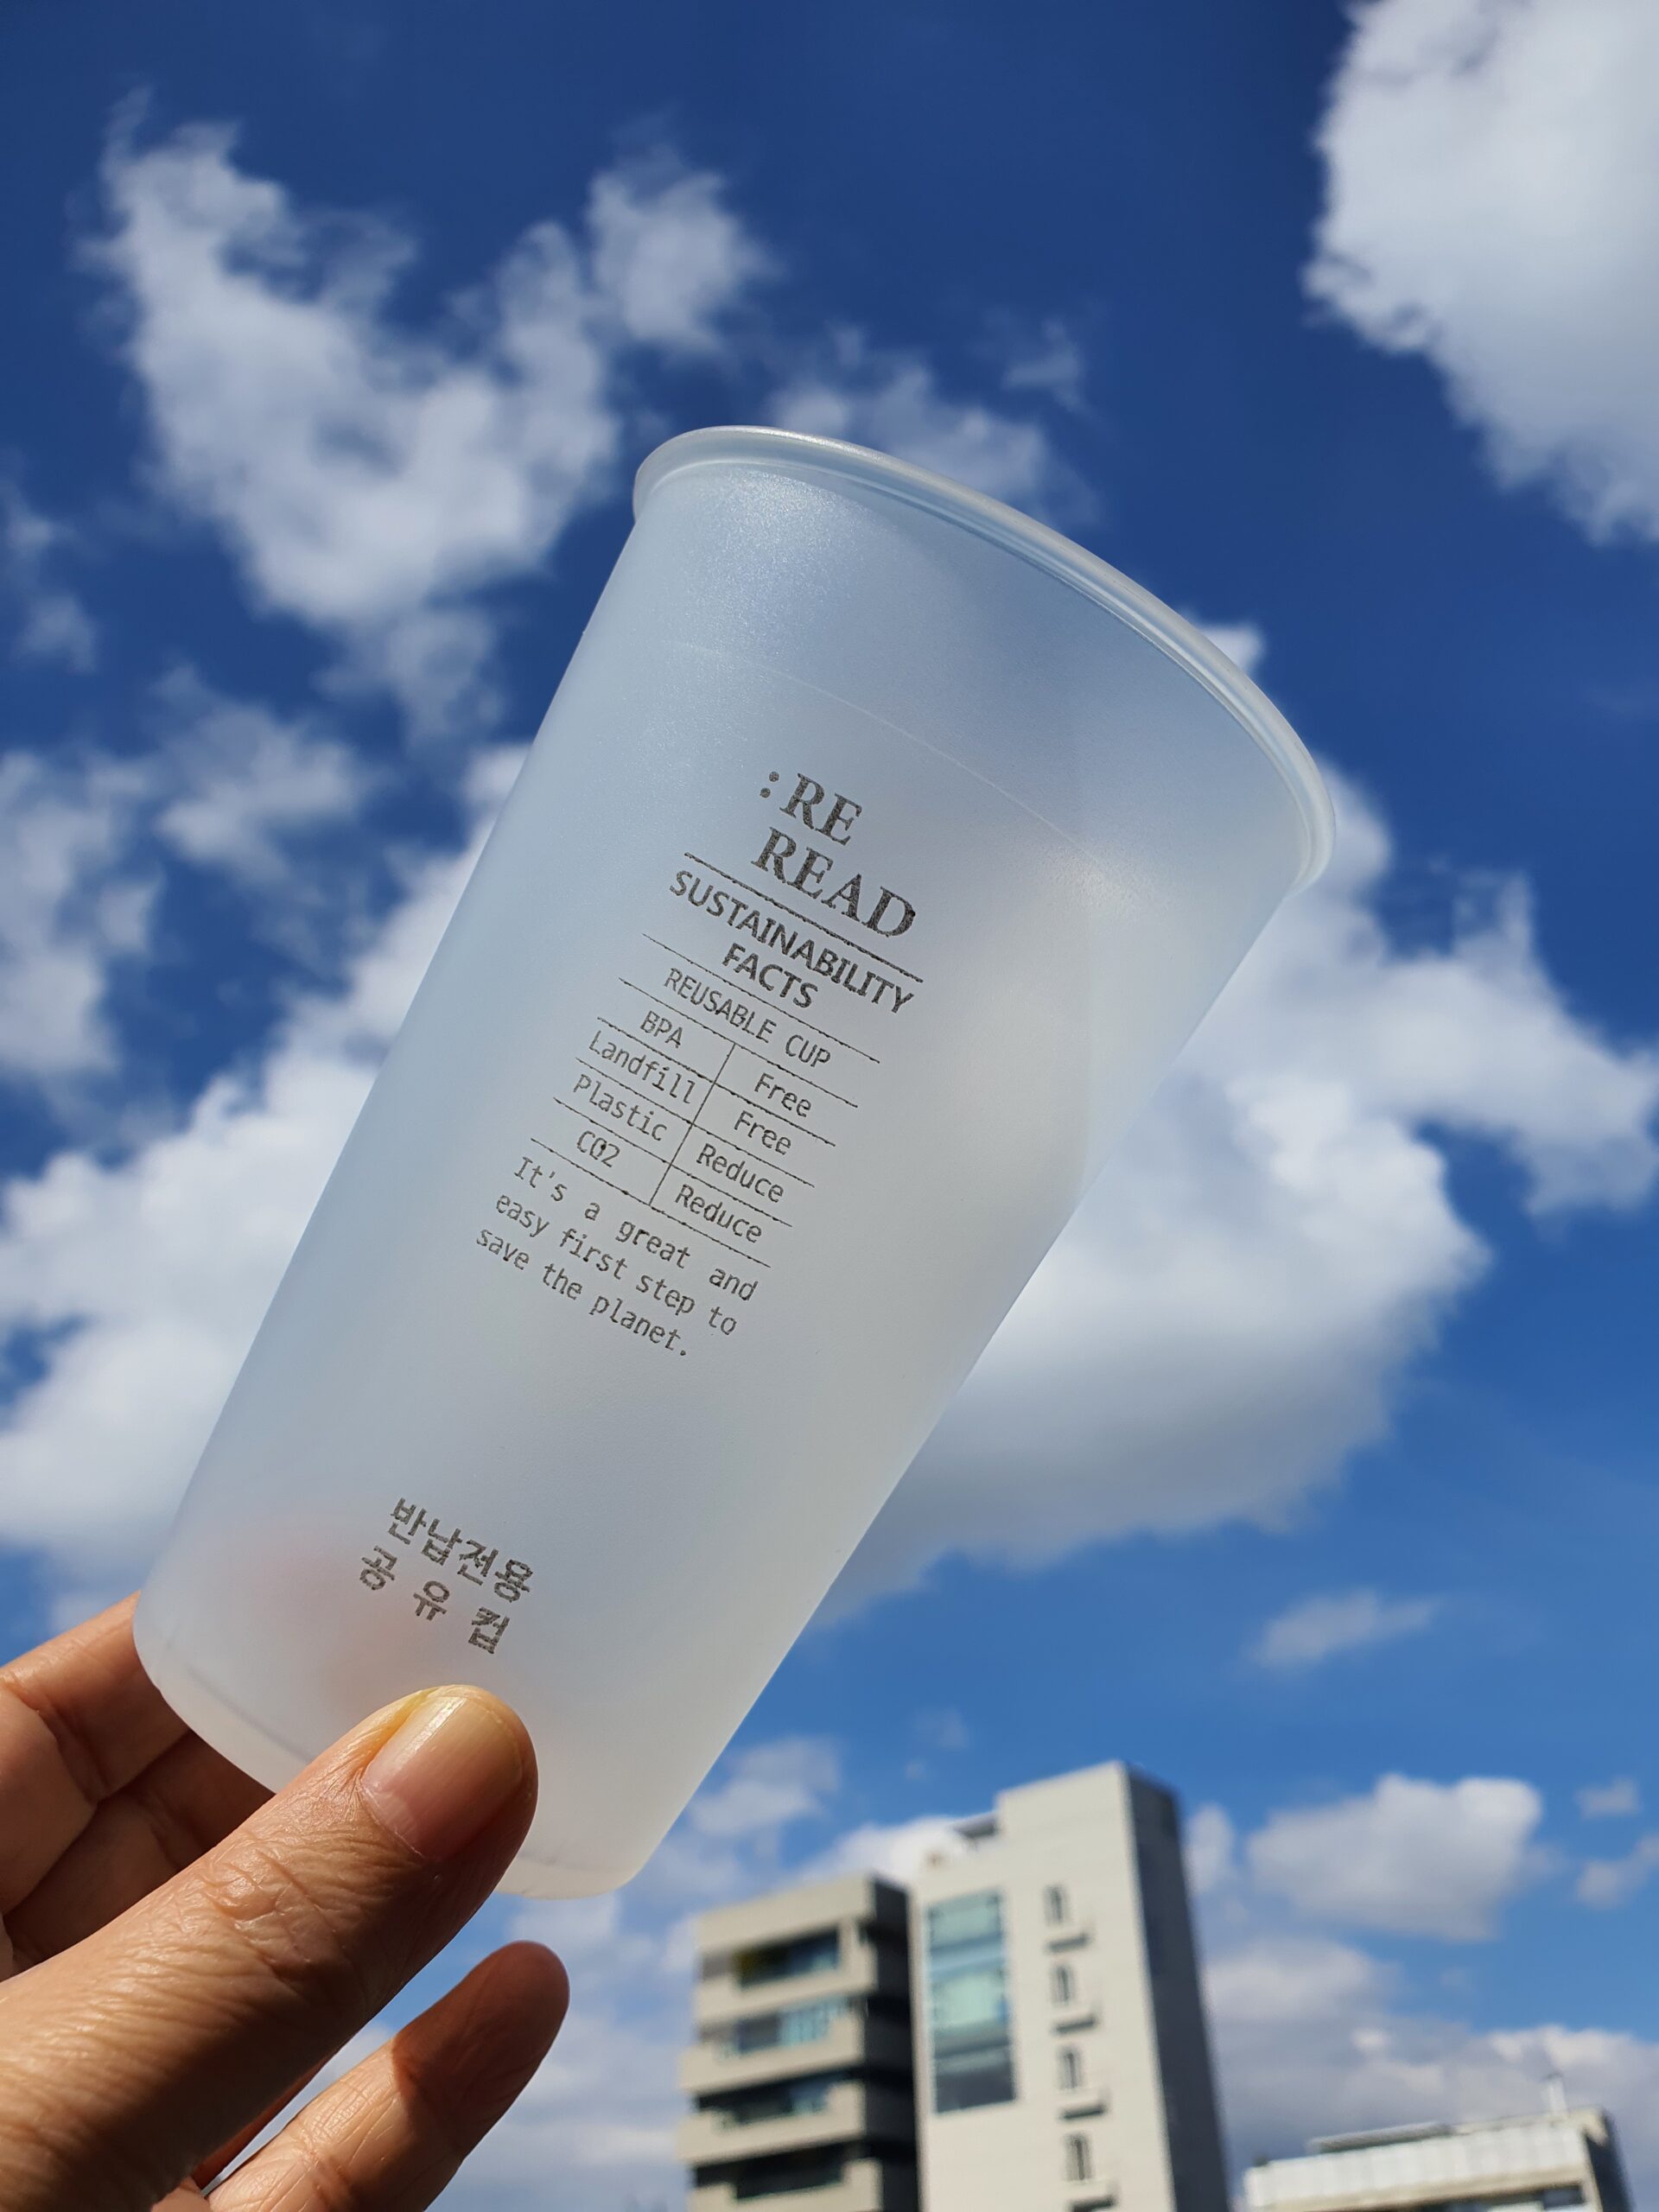 :RE
READ
SUSTAINABILITY
FACTS
REUSABLE CUP
BPA Free
Landfill Free
Plastic Reduce
CO2 Reduce
It's a great and
easy first step to
save the planet.
반납전용
공유컵